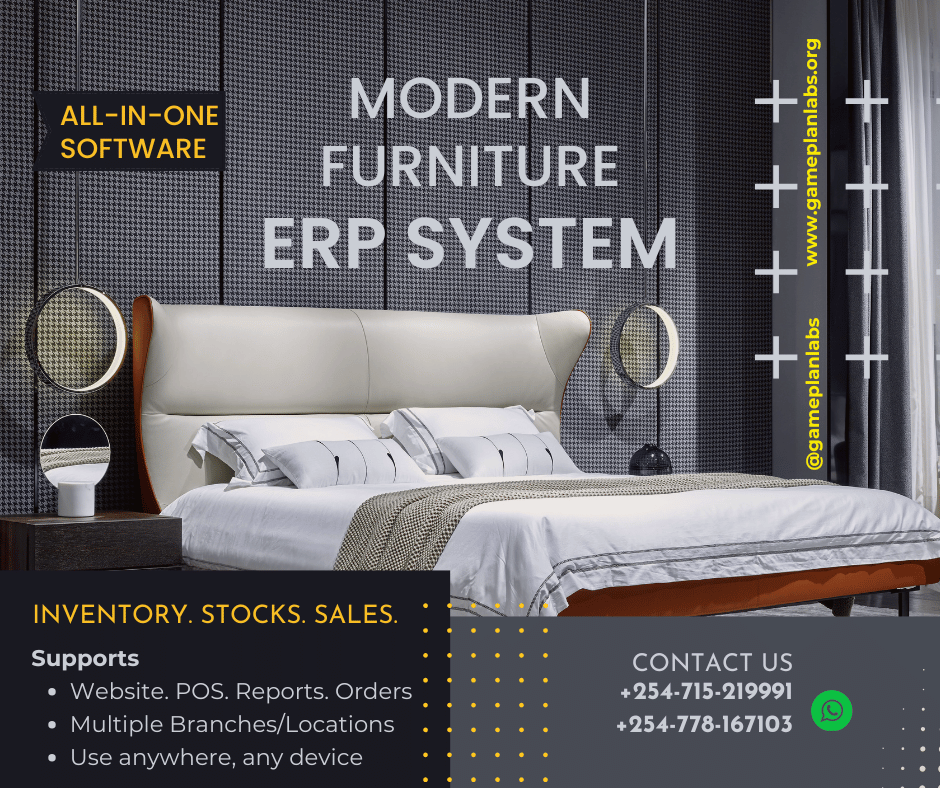 ALL-IN-ONE
SOFTWARE
MODERN
FURNITURE
ERP SYSTEM
www.gameplanlabs.org
@gameplanlabs
INVENTORY. STOCKS. SALES.
Supports
• Website. POS. Reports. Orders
• Multiple Branches/Locations
• Use anywhere, any device
CONTACT US
+254-715-219991
+254-778-167103